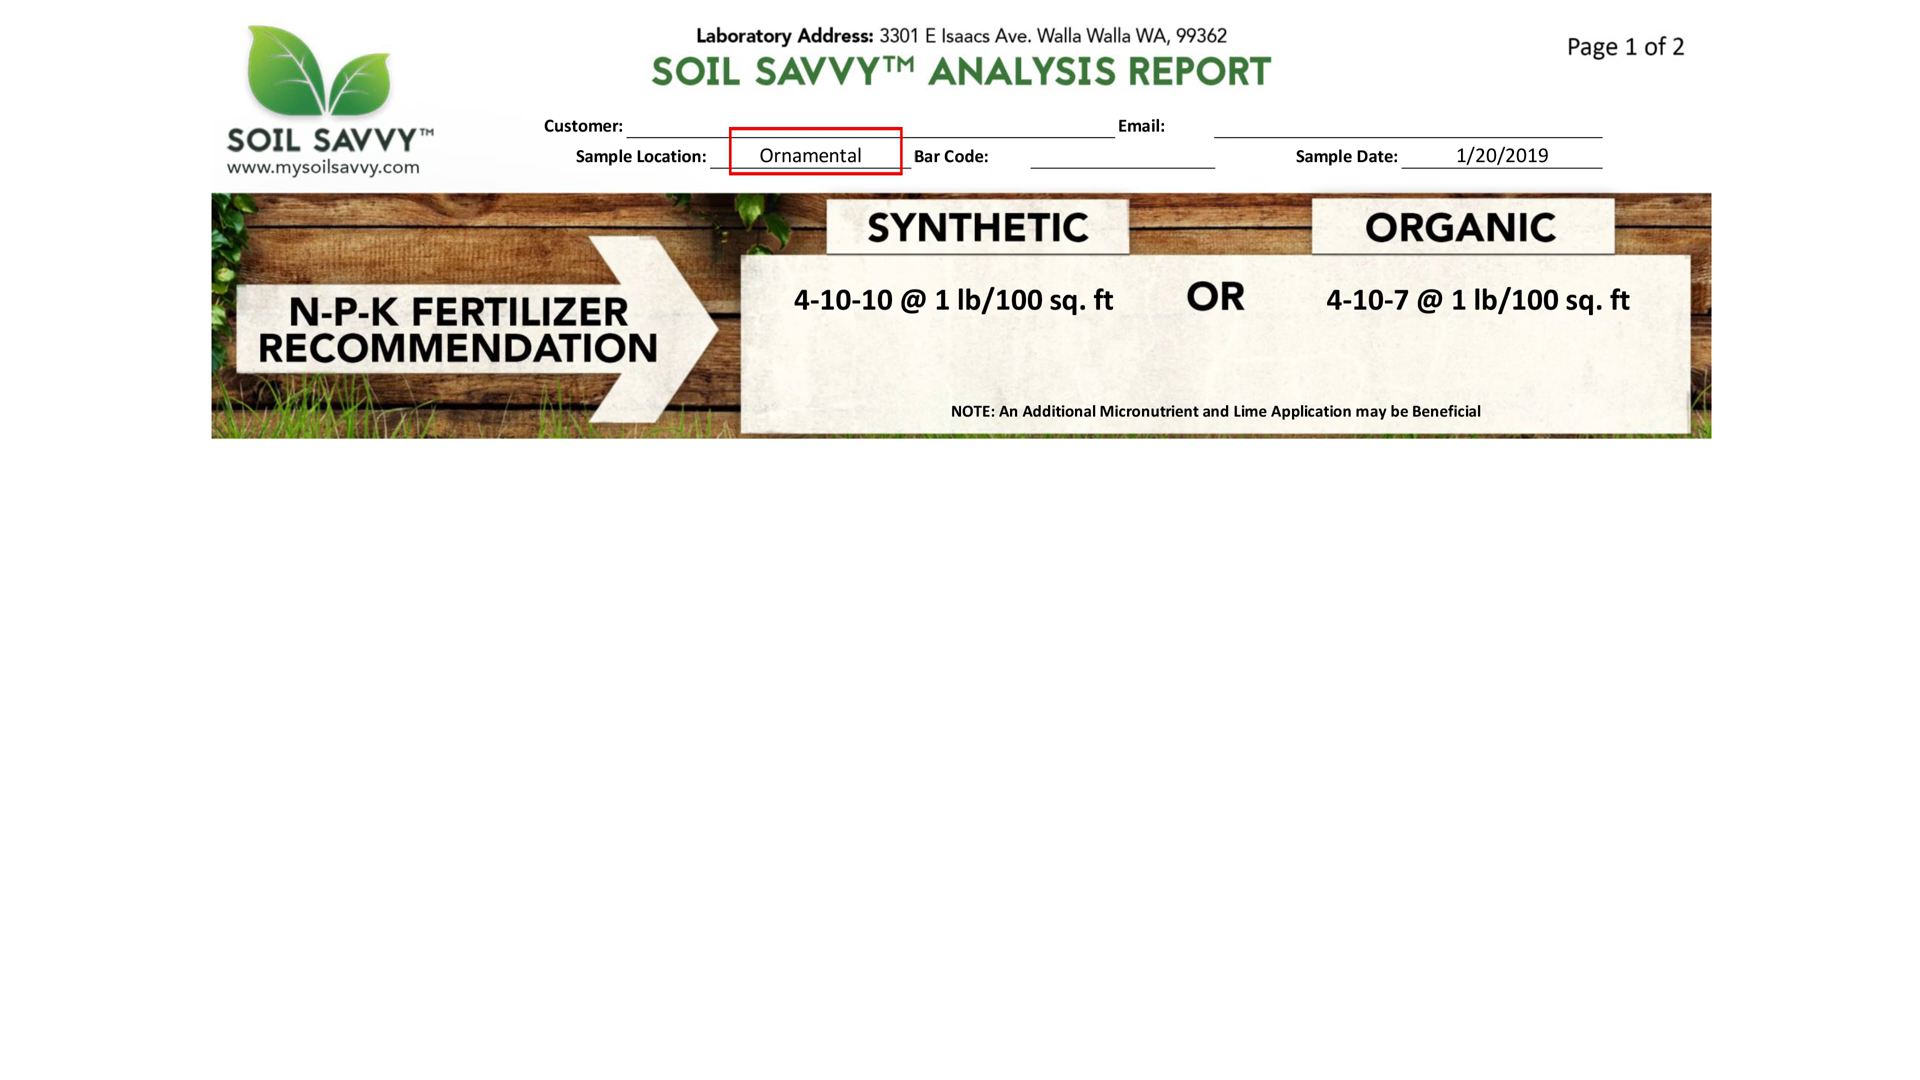 Laboratory Address: 3301 E Isaacs Ave. Walla Walla WA, 99362
SOIL SAVVY™ ANALYSIS REPORT
Page 1 of 2
SOIL SAVVY™
www.mysoilsavvy.com
Customer: Email:
Sample Location: Ornamental Bar Code: Sample Date: 1/20/2019
N-P-K FERTILIZER
RECOMMENDATION
SYNTHETIC ORGANIC
4-10-10 @ 1 lb/100 sq. ft OR 4-10-7 @ 1 lb/100 sq. ft
NOTE: An Additional Micronutrient and Lime Application may be Beneficial